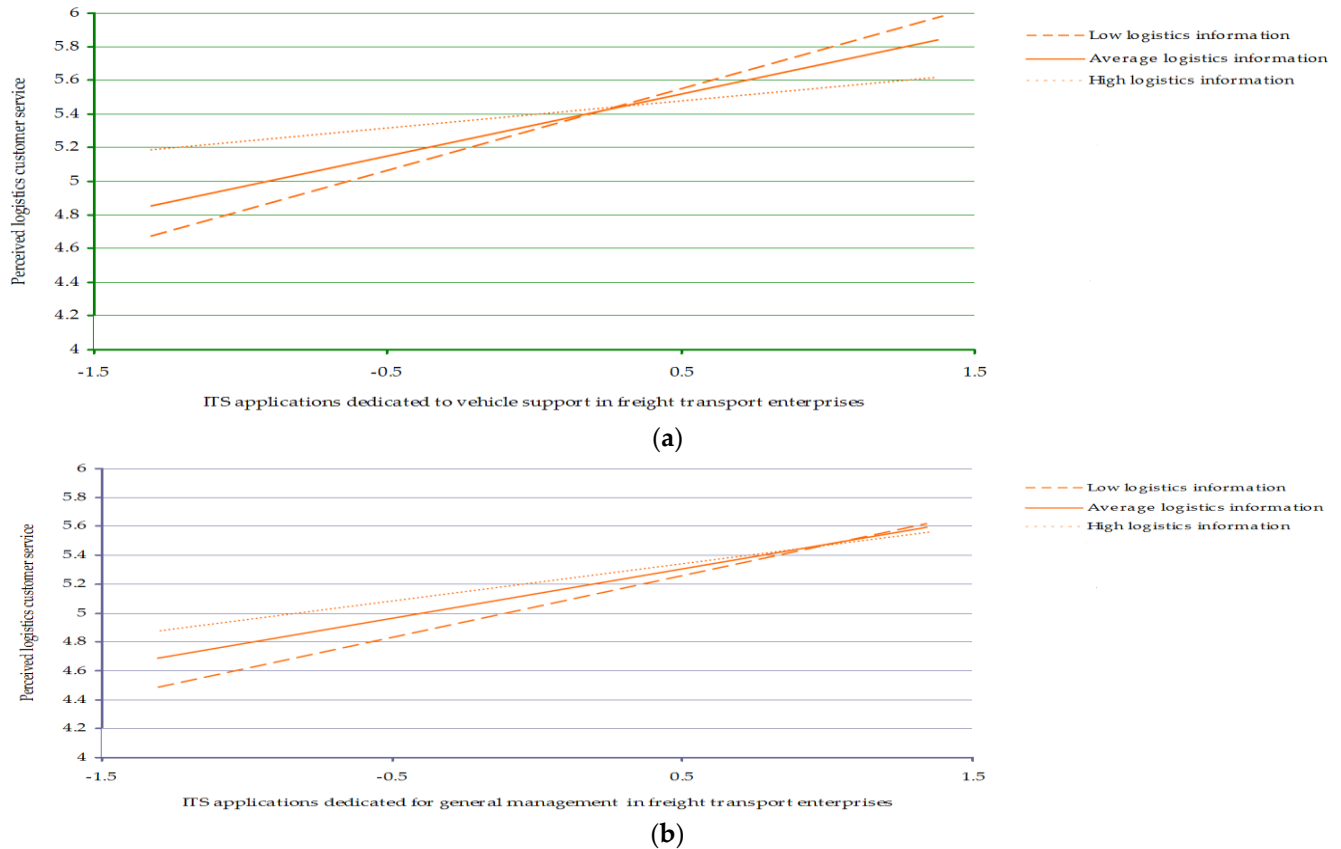 6
5.8
5.6
5.4
5.2
5
4.8
4.6
4.4
4.2
4
Perceived logistics customer service
-1.5
-0.5
0.5
1.5
ITS applications dedicated to vehicle support in freight transport enterprises
Low logistics information
Average logistics information
High logistics information
(a)
6
5.8
5.6
5.4
5.2
5
4.8
4.6
4.4
4.2
4
Perceived logistics customer service
-1.5
-0.5
0.5
1.5
ITS applications dedicated for general management in freight transport enterprises
Low logistics information
Average logistics information
High logistics information
(b)